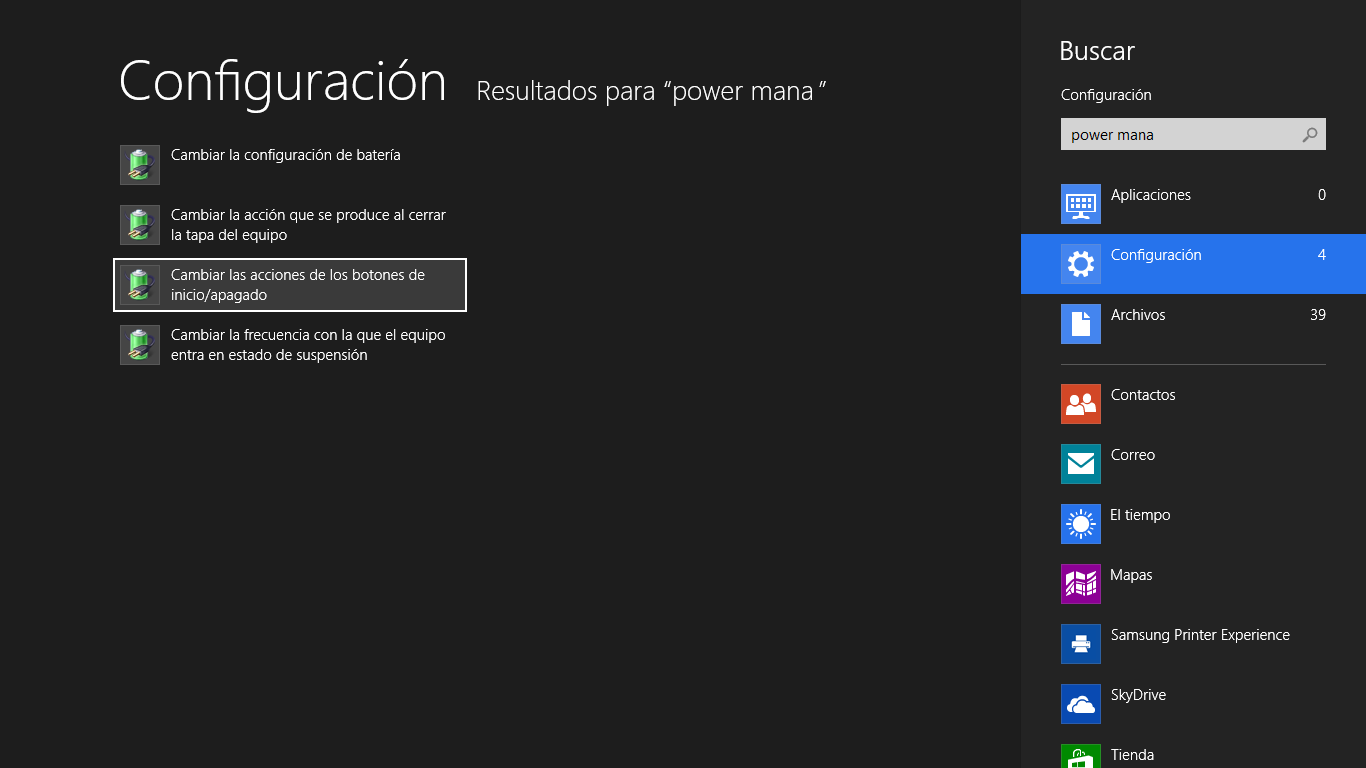 Configuración
Resultados para “power mana”
Cambiar la configuración de batería
Cambiar la acción que se produce al cerrar
la tapa del equipo
Cambiar las acciones de los botones de
inicio/apagado
Cambiar la frecuencia con la que el equipo
entra en estado de suspensión
Buscar
Configuración
power mana
Aplicaciones 0
Configuración 4
Archivos 39
Contactos
Correo
El tiempo
Mapas
Samsung Printer Experience
SkyDrive
Tienda